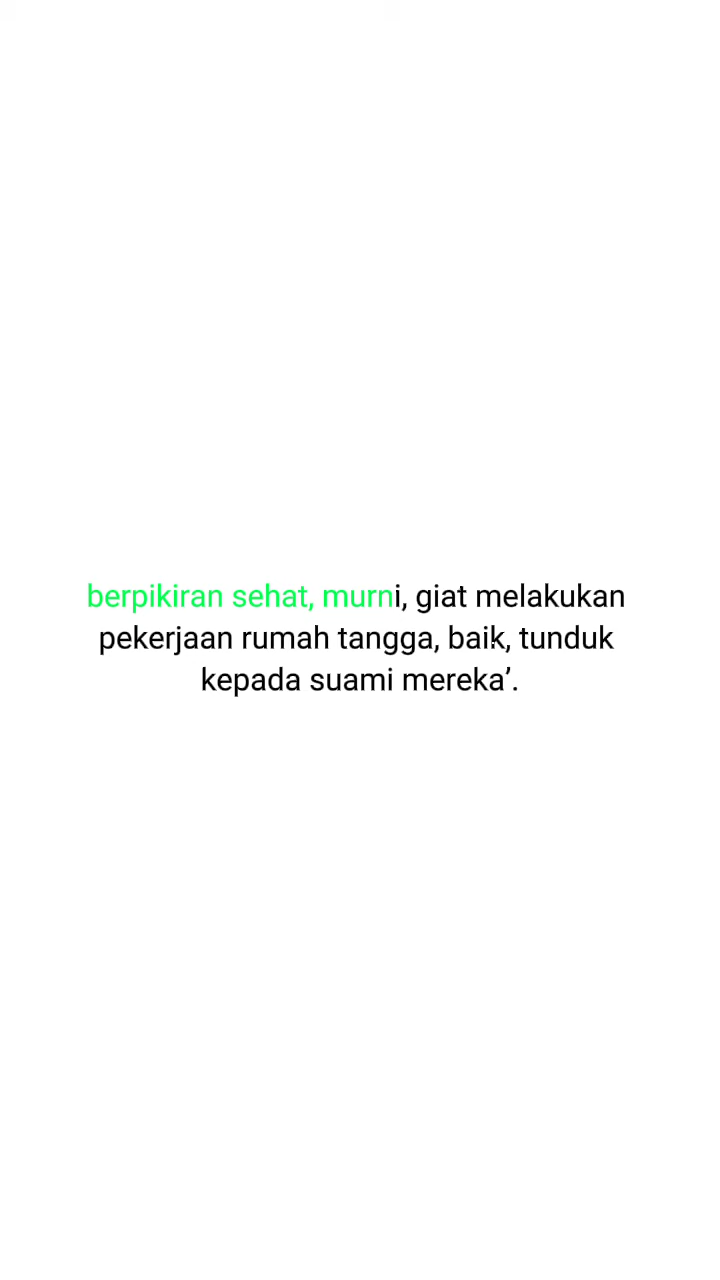 berpikiran sehat, murni, giat melakukan
pekerjaan rumah tangga, baik, tunduk
kepada suami mereka’.